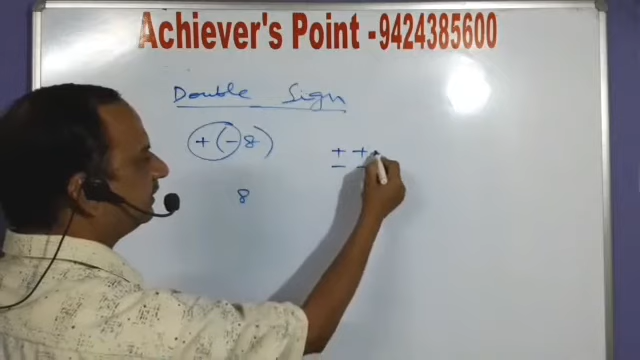 Achiever's Point -9424385600
Double Sign
+(-8) ± ±
8